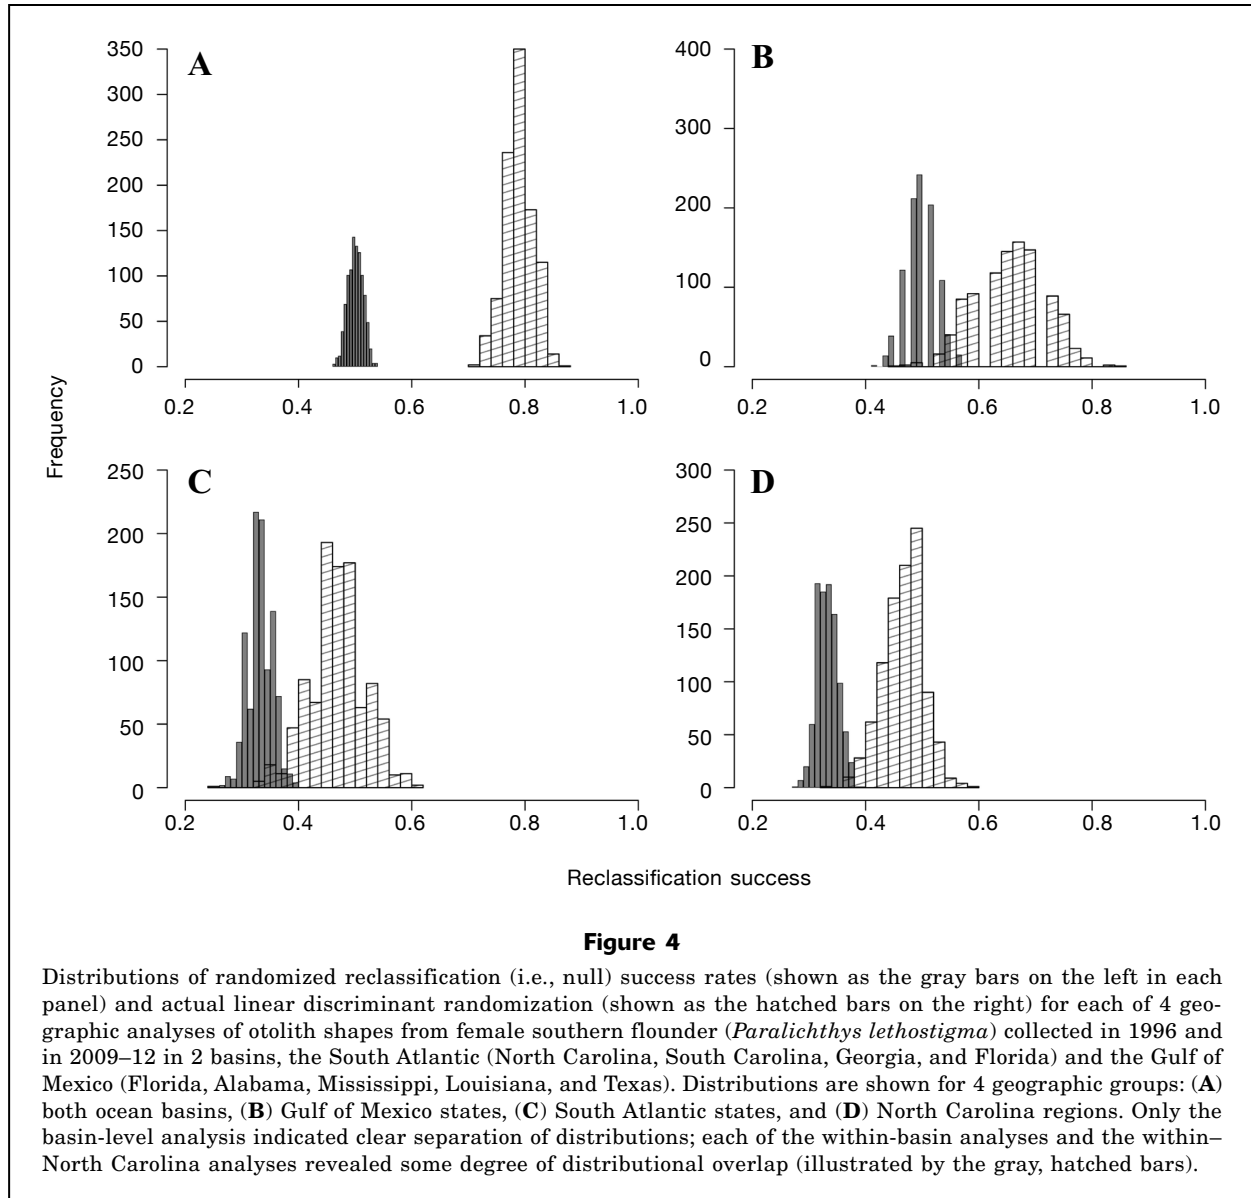 A
350
300
250
200
150
100
50
0
0.2 0.4 0.6 0.8 1.0
B
400
300
200
100
0
0.2 0.4 0.6 0.8 1.0
Frequency
C
250
200
150
100
50
0
0.2 0.4 0.6 0.8 1.0
D
300
250
200
150
100
50
0
0.2 0.4 0.6 0.8 1.0
Reclassification success
Figure 4
Distributions of randomized reclassification (i.e., null) success rates (shown as the gray bars on the left in each
panel) and actual linear discriminant randomization (shown as the hatched bars on the right) for each of 4 geo-
graphic analyses of otolith shapes from female southern flounder (Paralichthys lethostigma) collected in 1996 and
in 2009–12 in 2 basins, the South Atlantic (North Carolina, South Carolina, Georgia, and Florida) and the Gulf of
Mexico (Florida, Alabama, Mississippi, Louisiana, and Texas). Distributions are shown for 4 geographic groups: (A)
both ocean basins, (B) Gulf of Mexico states, (C) South Atlantic states, and (D) North Carolina regions. Only the
basin-level analysis indicated clear separation of distributions; each of the within-basin analyses and the within–
North Carolina analyses revealed some degree of distributional overlap (illustrated by the gray, hatched bars).